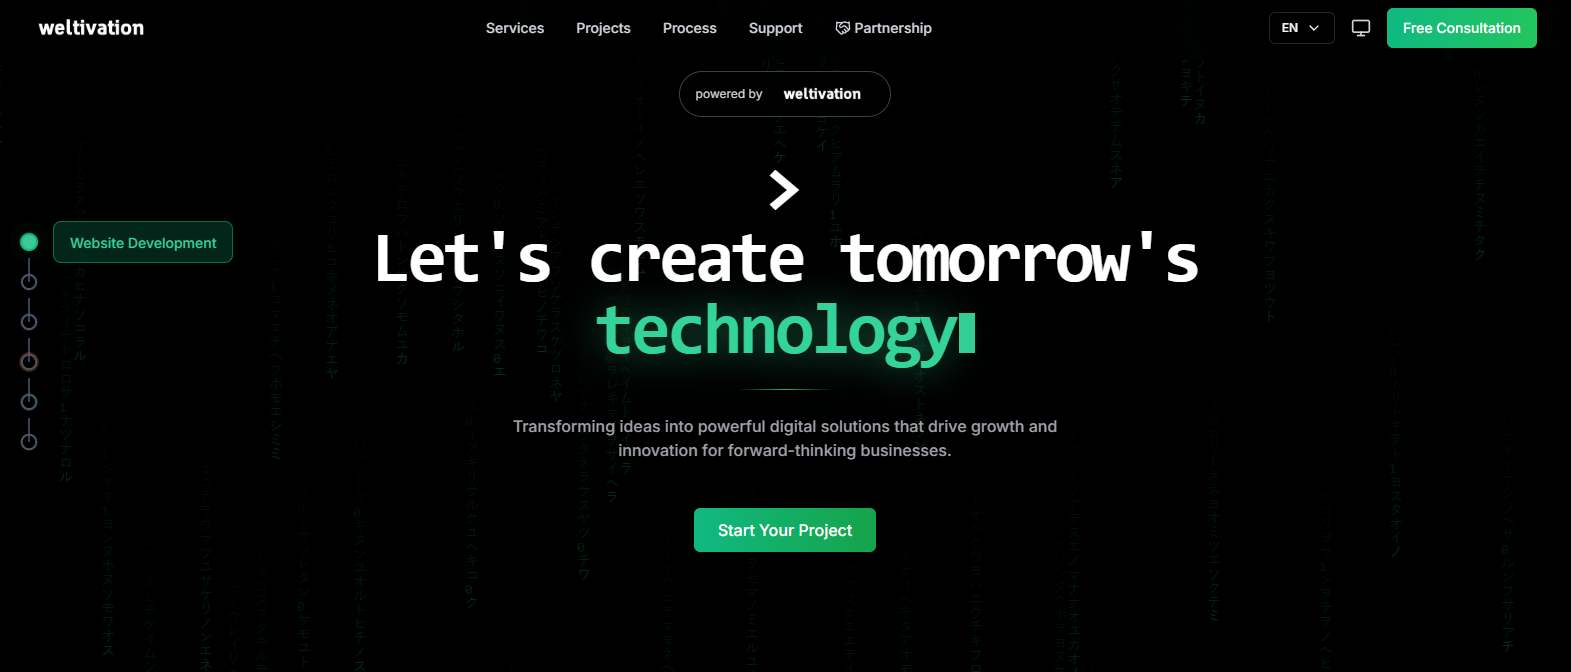 weltivation
Services Projects Process Support Partnership
EN
Free Consultation
powered by weltivation
>
Website Development
Let's create tomorrow's
technology
Transforming ideas into powerful digital solutions that drive growth and
innovation for forward-thinking businesses.
Start Your Project